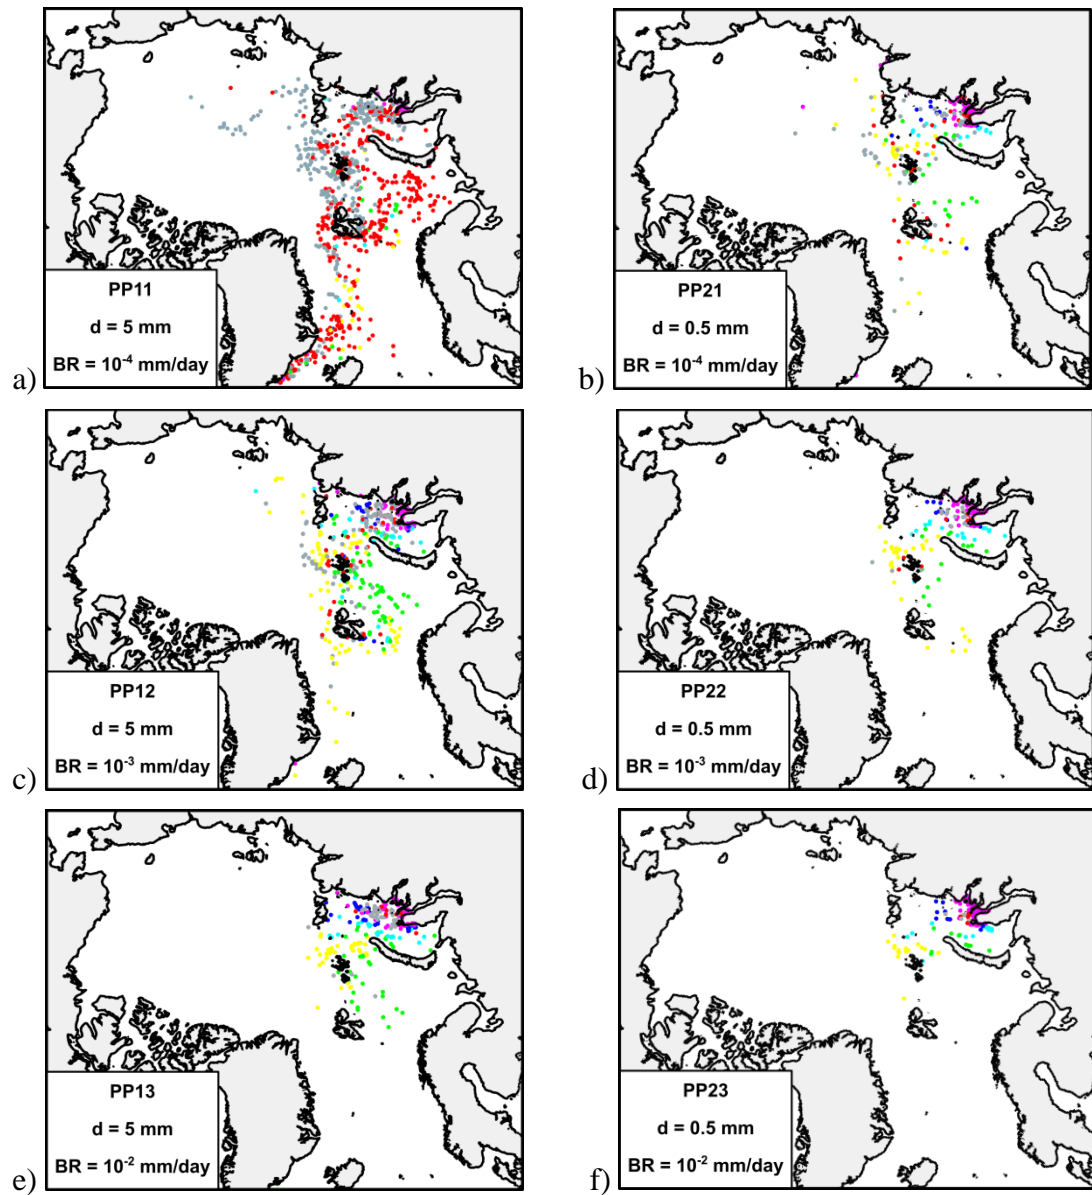 PP11
d = 5 mm
BR = 10⁻⁴ mm/day
a)
PP21
d = 0.5 mm
BR = 10⁻⁴ mm/day
b)
PP12
d = 5 mm
BR = 10⁻³ mm/day
c)
PP22
d = 0.5 mm
BR = 10⁻³ mm/day
d)
PP13
d = 5 mm
BR = 10⁻² mm/day
e)
PP23
d = 0.5 mm
BR = 10⁻² mm/day
f)